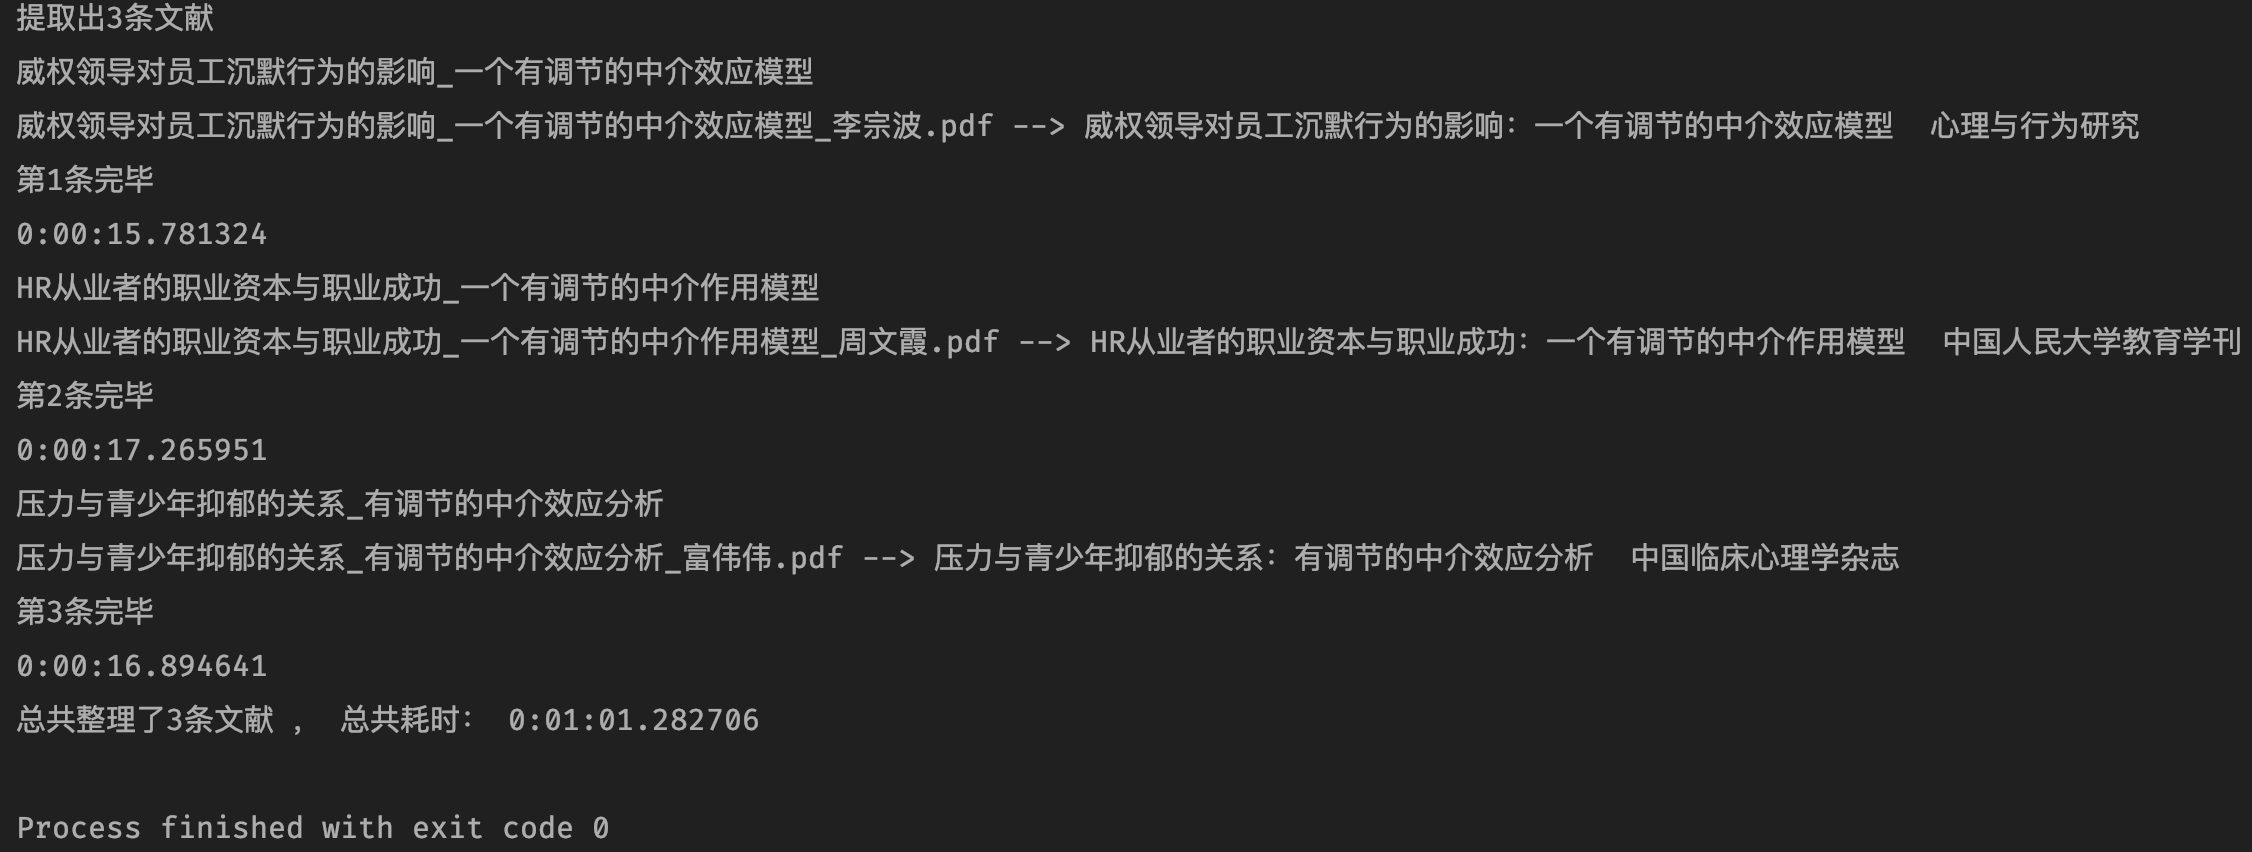 提取出3条文献
威权领导对员工沉默行为的影响_一个有调节的中介效应模型
威权领导对员工沉默行为的影响_一个有调节的中介效应模型_李宗波.pdf --> 威权领导对员工沉默行为的影响：一个有调节的中介效应模型  心理与行为研究
第1条完毕
0:00:15.781324
HR从业者的职业资本与职业成功_一个有调节的中介作用模型
HR从业者的职业资本与职业成功_一个有调节的中介作用模型_周文霞.pdf --> HR从业者的职业资本与职业成功：一个有调节的中介作用模型  中国人民大学教育学刊
第2条完毕
0:00:17.265951
压力与青少年抑郁的关系_有调节的中介效应分析
压力与青少年抑郁的关系_有调节的中介效应分析_富伟伟.pdf --> 压力与青少年抑郁的关系：有调节的中介效应分析  中国临床心理学杂志
第3条完毕
0:00:16.894641
总共整理了3条文献 ， 总共耗时： 0:01:01.282706
Process finished with exit code 0